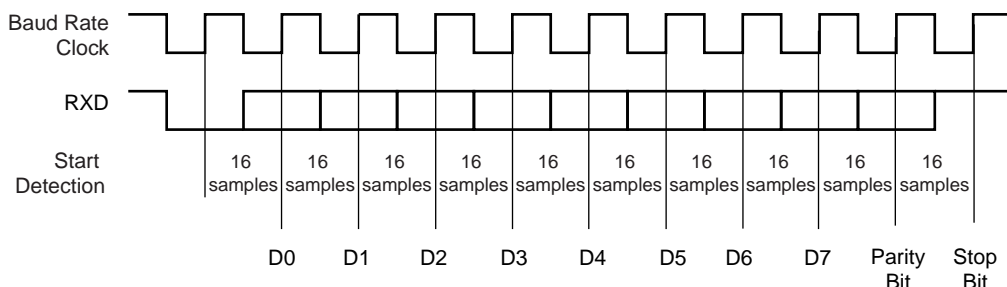 Baud Rate
Clock
RXD
Start
Detection
16 16 16 16 16 16 16 16 16 16
samples samples samples samples samples samples samples samples samples samples
D0 D1 D2 D3 D4 D5 D6 D7 Parity Stop
Bit Bit